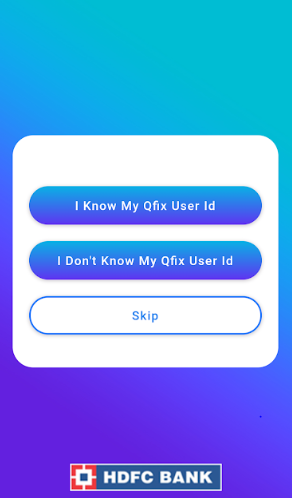 I Know My Qfix User Id
I Don't Know My Qfix User Id
Skip
HDFC BANK